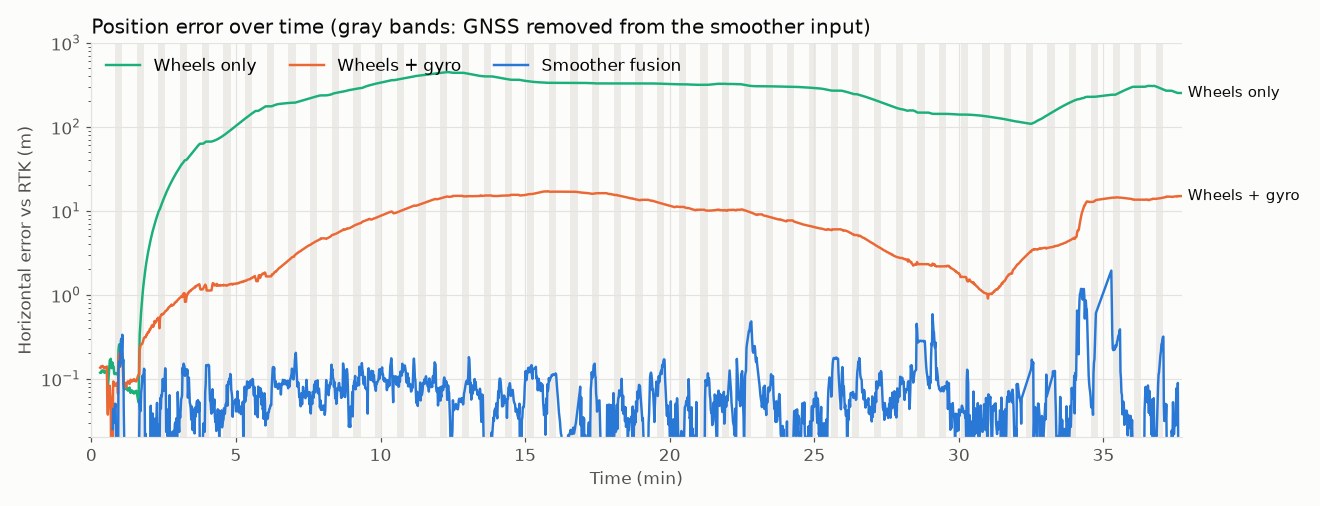 Position error over time (gray bands: GNSS removed from the smoother input)
Wheels only
Wheels + gyro
Smoother fusion
Horizontal error vs RTK (m)
10³
10²
10¹
10⁰
10⁻¹
Wheels only
Wheels + gyro
0 5 10 15 20 25 30 35
Time (min)